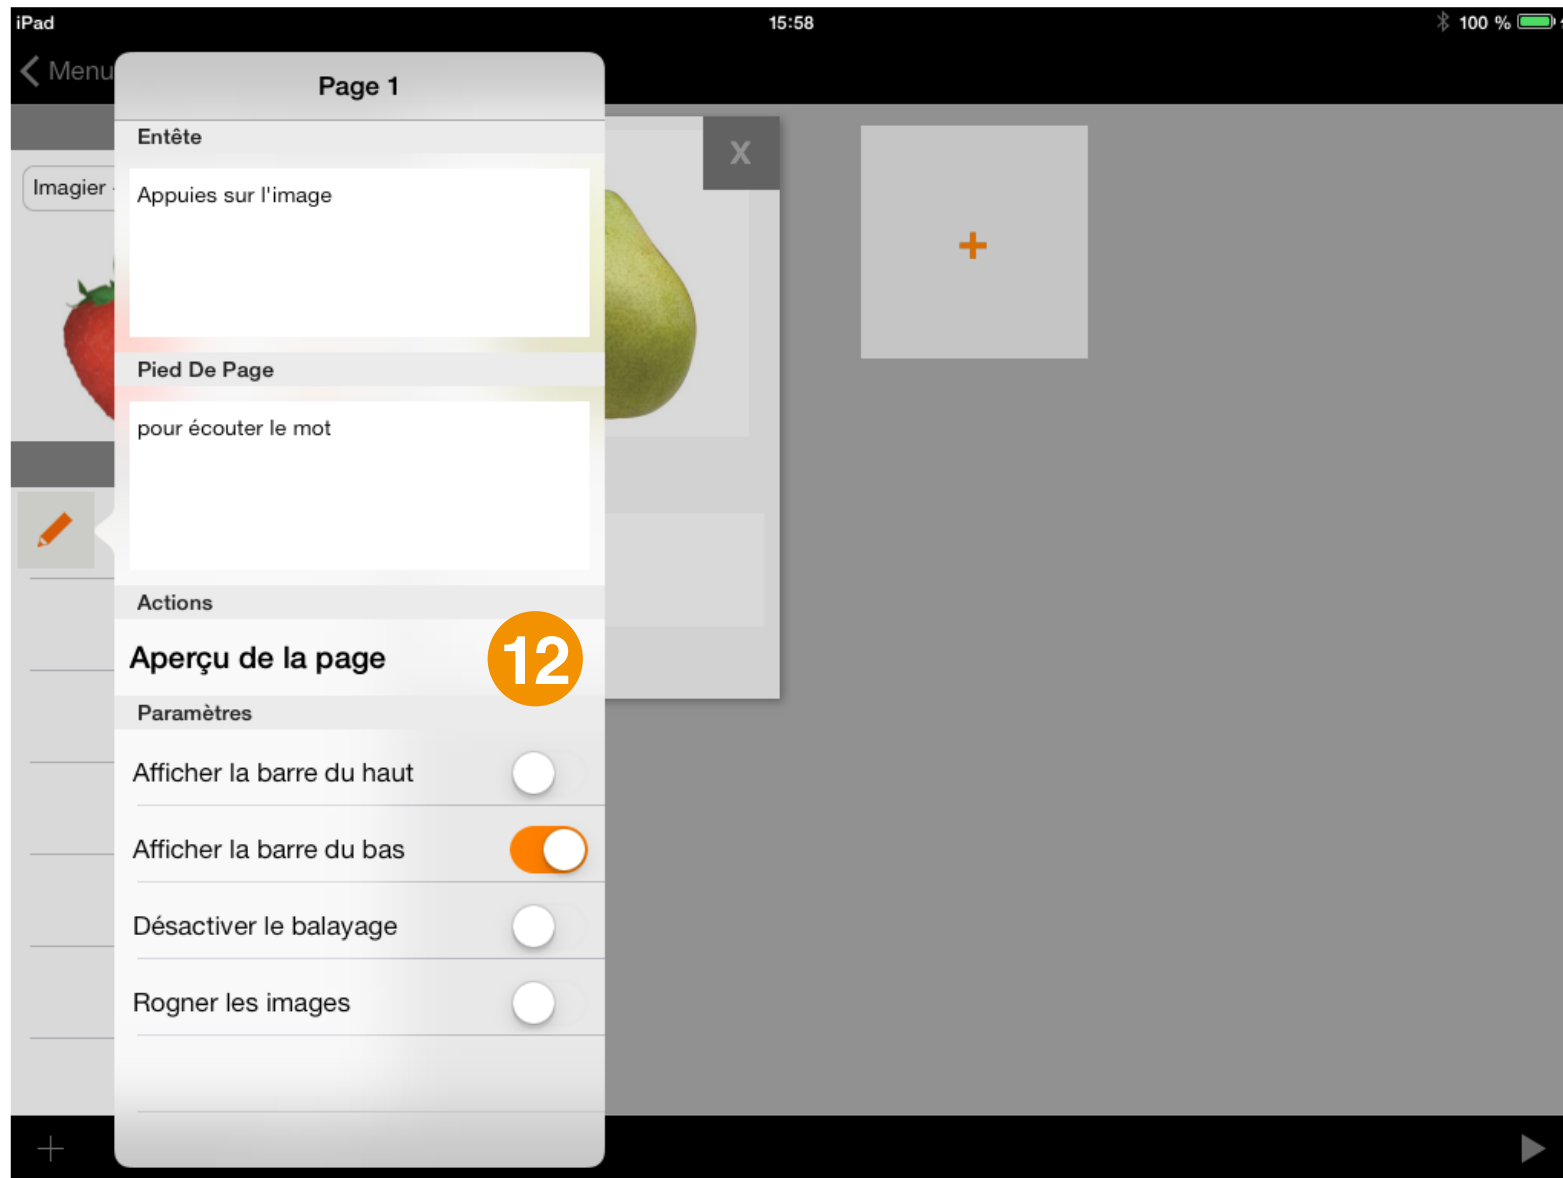 iPad
15:58
100 %
Menu
Page 1
Entête
X
Imagier
Appuies sur l'image
+
Pied De Page
pour écouter le mot
Actions
Aperçu de la page
12
Paramètres
Afficher la barre du haut
Afficher la barre du bas
Désactiver le balayage
Rogner les images
+